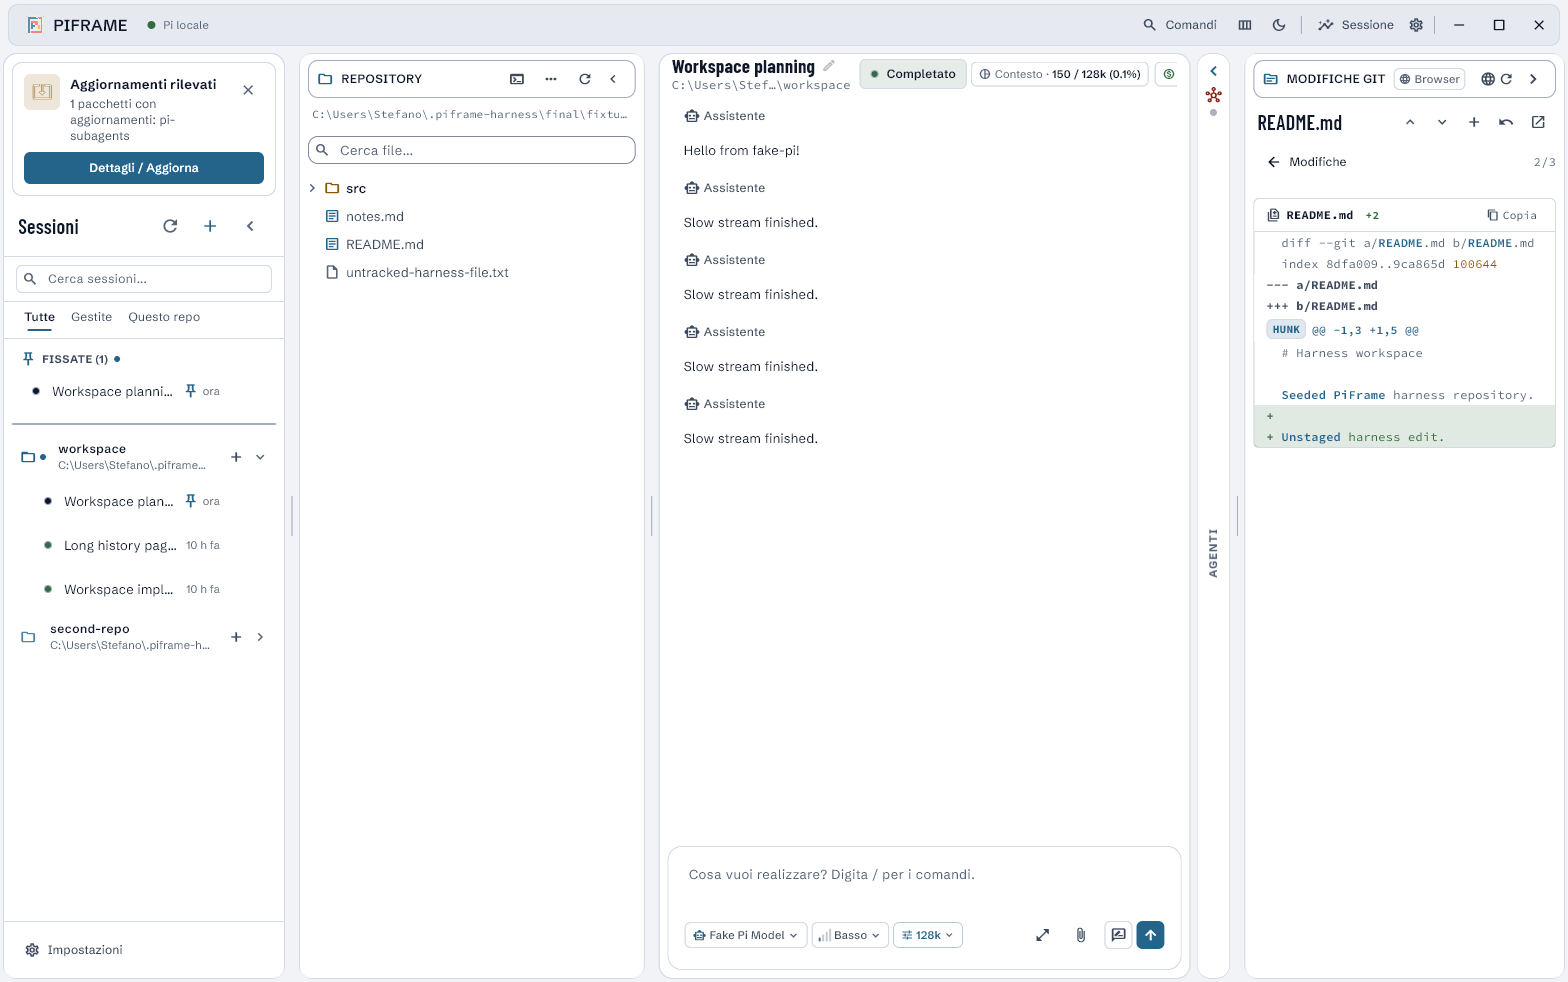 PIFRAME
Pi locale
Comandi
Sessione
Aggiornamenti rilevati
1 pacchetti con
aggiornamenti: pi-
subagents
Dettagli / Aggiorna
Sessioni
Cerca sessioni...
Tutte
Gestite
Questo repo
FISSATE (1)
Workspace planni...
ora
workspace
C:\Users\Stefano\.piframe...
Workspace plan...
ora
Long history pag...
10 h fa
Workspace impl...
10 h fa
second-repo
C:\Users\Stefano\.piframe-h...
Impostazioni
REPOSITORY
C:\Users\Stefano\.piframe-harness\final\fixtu...
Cerca file...
src
notes.md
README.md
untracked-harness-file.txt
Workspace planning
C:\Users\Stef...\workspace
Completato
Contesto · 150 / 128k (0.1%)
Assistente
Hello from fake-pi!
Assistente
Slow stream finished.
Assistente
Slow stream finished.
Assistente
Slow stream finished.
Assistente
Slow stream finished.
Cosa vuoi realizzare? Digita / per i comandi.
Fake Pi Model
Basso
128k
AGENTI
MODIFICHE GIT
Browser
README.md
Modifiche
2/3
README.md +2
Copia
diff --git a/README.md b/README.md
index 8dfa009..9ca865d 100644
--- a/README.md
+++ b/README.md
HUNK @@ -1,3 +1,5 @@
# Harness workspace
Seeded PiFrame harness repository.
+
+ Unstaged harness edit.